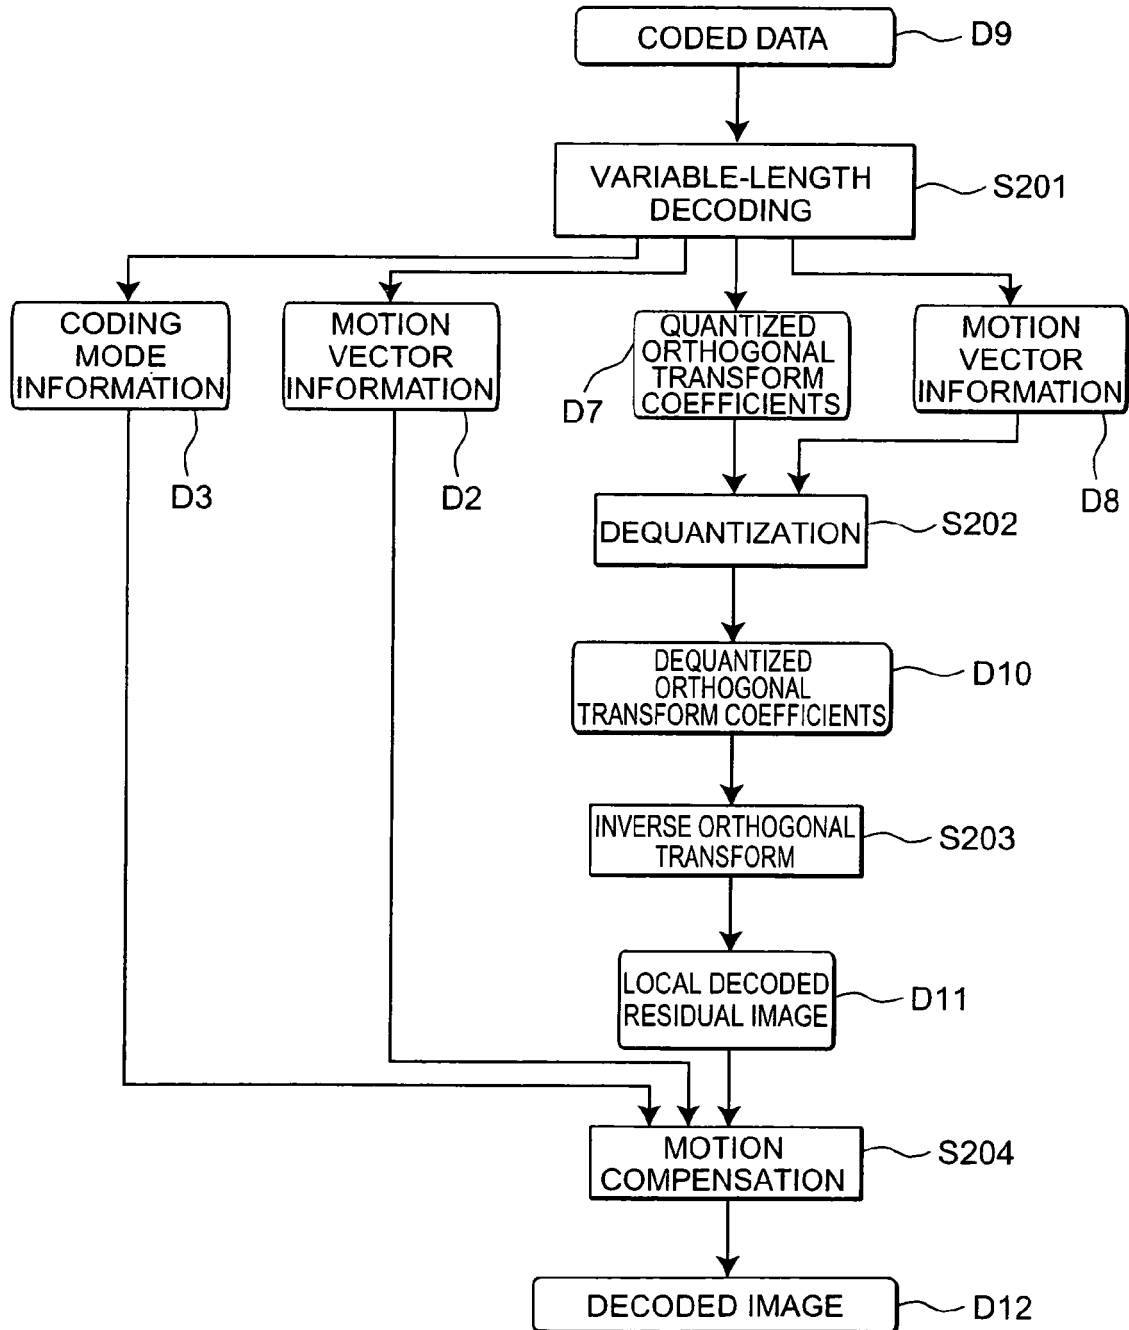 CODED DATA
D9
VARIABLE-LENGTH
DECODING
S201
CODING
MODE
INFORMATION
D3
MOTION
VECTOR
INFORMATION
D2
QUANTIZED
ORTHOGONAL
TRANSFORM
COEFFICIENTS
D7
MOTION
VECTOR
INFORMATION
D8
DEQUANTIZATION
S202
DEQUANTIZED
ORTHOGONAL
TRANSFORM COEFFICIENTS
D10
INVERSE ORTHOGONAL
TRANSFORM
S203
LOCAL DECODED
RESIDUAL IMAGE
D11
MOTION
COMPENSATION
S204
DECODED IMAGE
D12